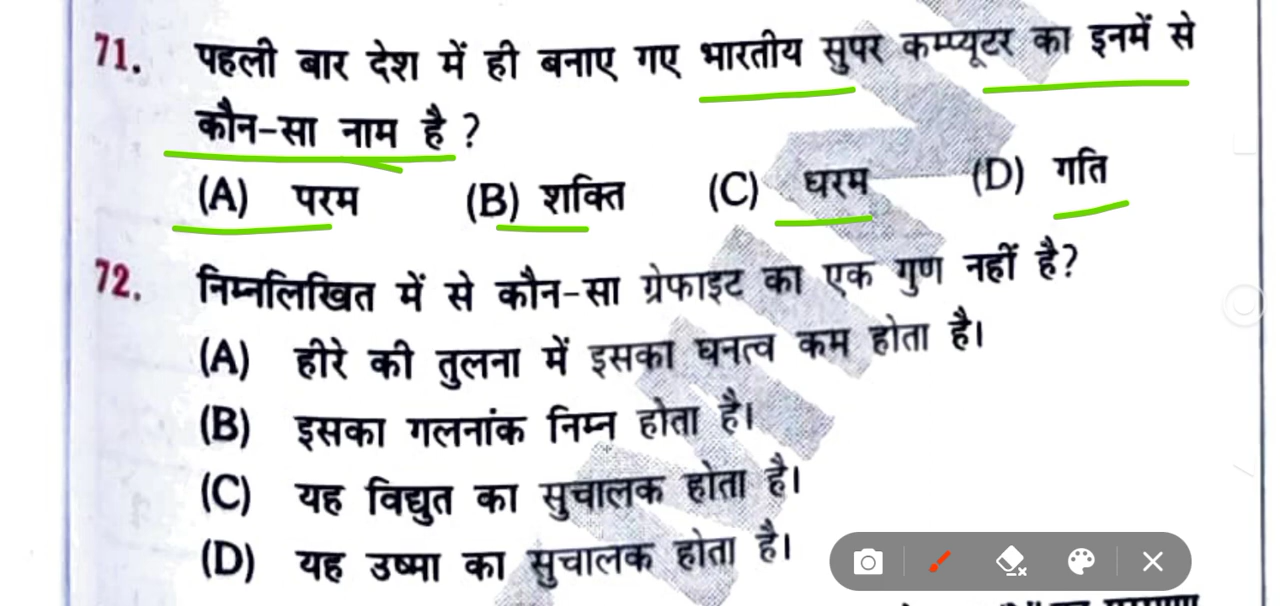 71. पहली बार देश में ही बनाए गए भारतीय सुपर कम्प्यूटर का इनमें से
कौन-सा नाम है ?
(A) परम (B) शक्ति (C) घरम (D) गति
72. निम्नलिखित में से कौन-सा ग्रेफाइट का एक गुण नहीं है?
(A) हीरे की तुलना में इसका घनत्व कम होता है।
(B) इसका गलनांक निम्न होता है।
(C) यह विद्युत का सुचालक होता है।
(D) यह उष्मा का सुचालक होता है।